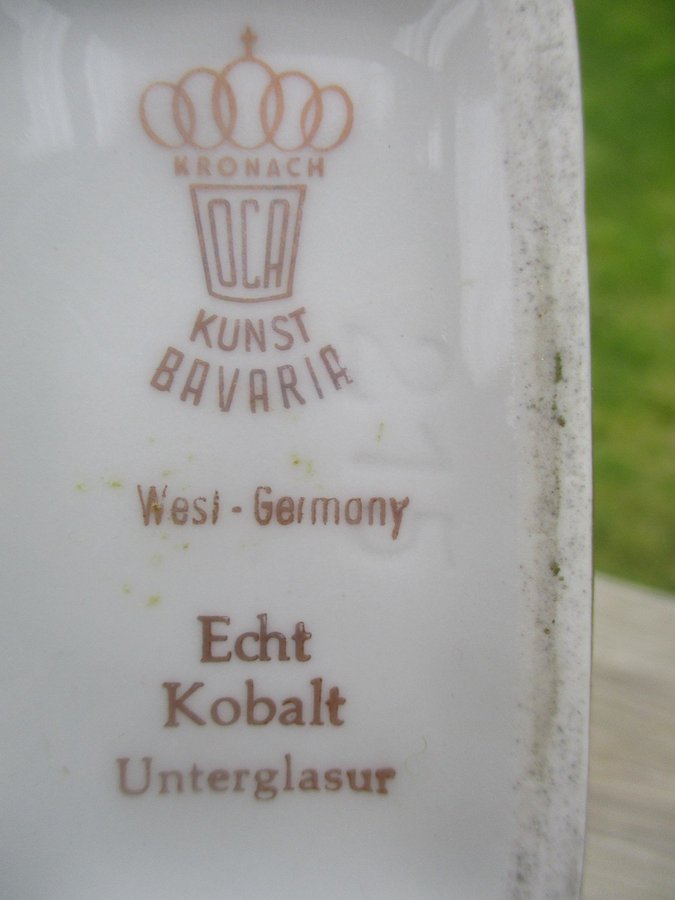 KRONACH
OCA
KUNST
BAVARIA
West - Germany
Echt
Kobalt
Unterglasur